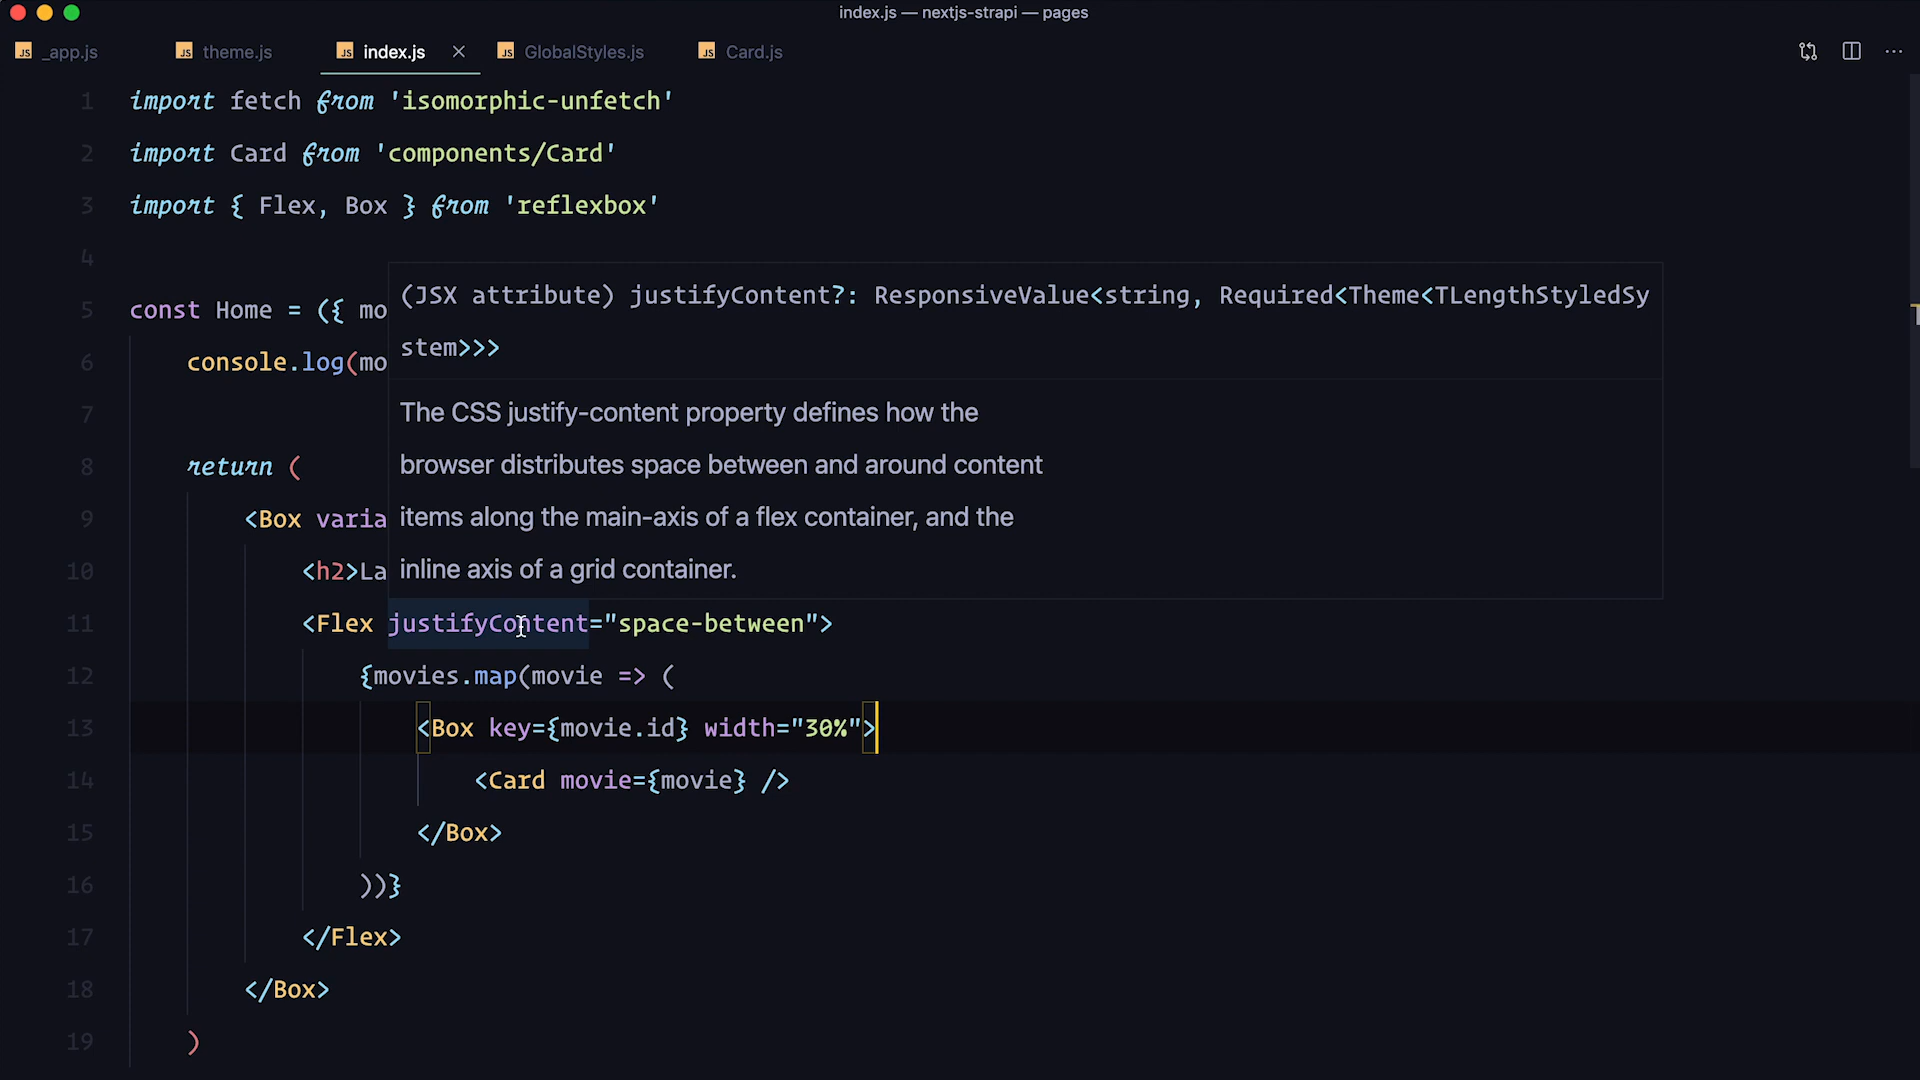 index.js — nextjs-strapi — pages
JS _app.js JS theme.js JS index.js JS GlobalStyles.js JS Card.js
1 import fetch from 'isomorphic-unfetch'
2 import Card from 'components/Card'
3 import { Flex, Box } from 'reflexbox'
4
(JSX attribute) justifyContent?: ResponsiveValue<string, Required<Theme<TLengthStyledSy
5 const Home = ({ mo
stem>>>
6 console.log(mo
7
The CSS justify-content property defines how the
8 return (
browser distributes space between and around content
9 <Box varia
items along the main-axis of a flex container, and the
10 <h2>La
inline axis of a grid container.
11 <Flex justifyContent="space-between">
12 {movies.map(movie => (
13 <Box key={movie.id} width="30%">
14 <Card movie={movie} />
15 </Box>
16 ))}
17 </Flex>
18 </Box>
19 )